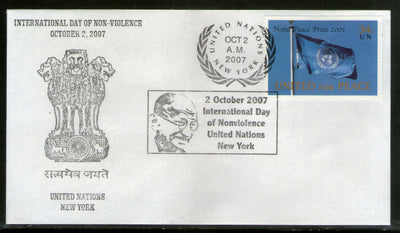 INTERNATIONAL DAY OF NON-VIOLENCE
OCTOBER 2, 2007
सत्यमेव जयते
UNITED NATIONS
NEW YORK
UNITED NATIONS
OCT 2
A.M.
2007
NEW YORK
2 October 2007
International Day
of Nonviolence
United Nations
New York
Nobel Peace Prize 2001
UN